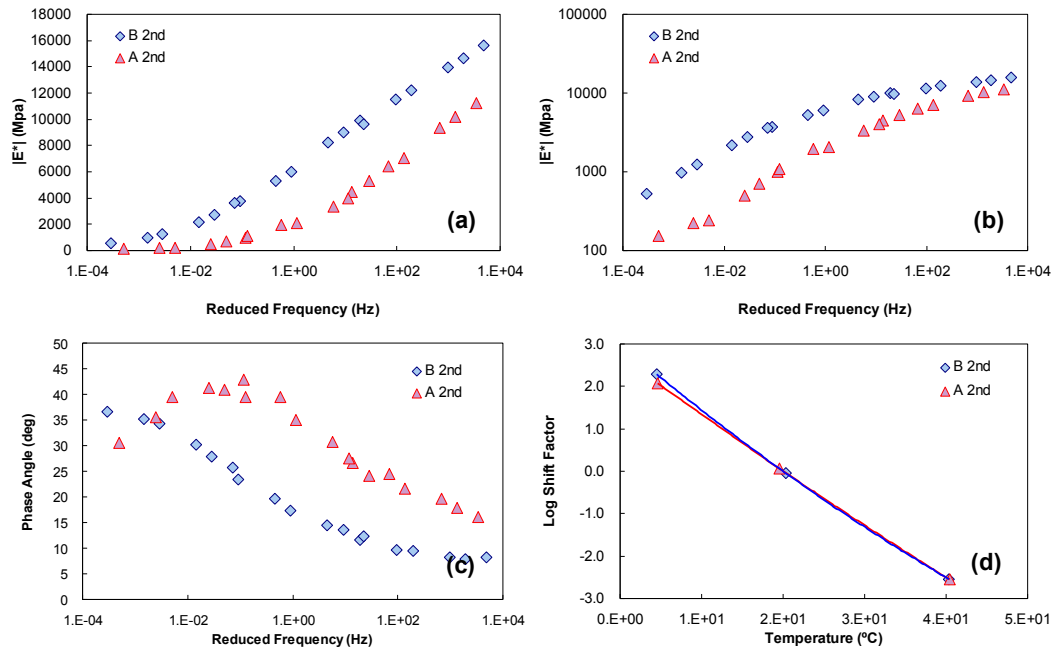 18000
16000
14000
12000
10000
8000
6000
4000
2000
0
|E*| (Mpa)
B 2nd
A 2nd
(a)
1.E-04 1.E-02 1.E+00 1.E+02 1.E+04
Reduced Frequency (Hz)
100000
10000
1000
100
|E*| (Mpa)
B 2nd
A 2nd
(b)
1.E-04 1.E-02 1.E+00 1.E+02 1.E+04
Reduced Frequency (Hz)
50
45
40
35
30
25
20
15
10
5
0
Phase Angle (deg)
B 2nd
A 2nd
(c)
1.E-04 1.E-02 1.E+00 1.E+02 1.E+04
Reduced Frequency (Hz)
3.0
2.0
1.0
0.0
-1.0
-2.0
-3.0
Log Shift Factor
B 2nd
A 2nd
(d)
0.E+00 1.E+01 2.E+01 3.E+01 4.E+01 5.E+01
Temperature (ºC)